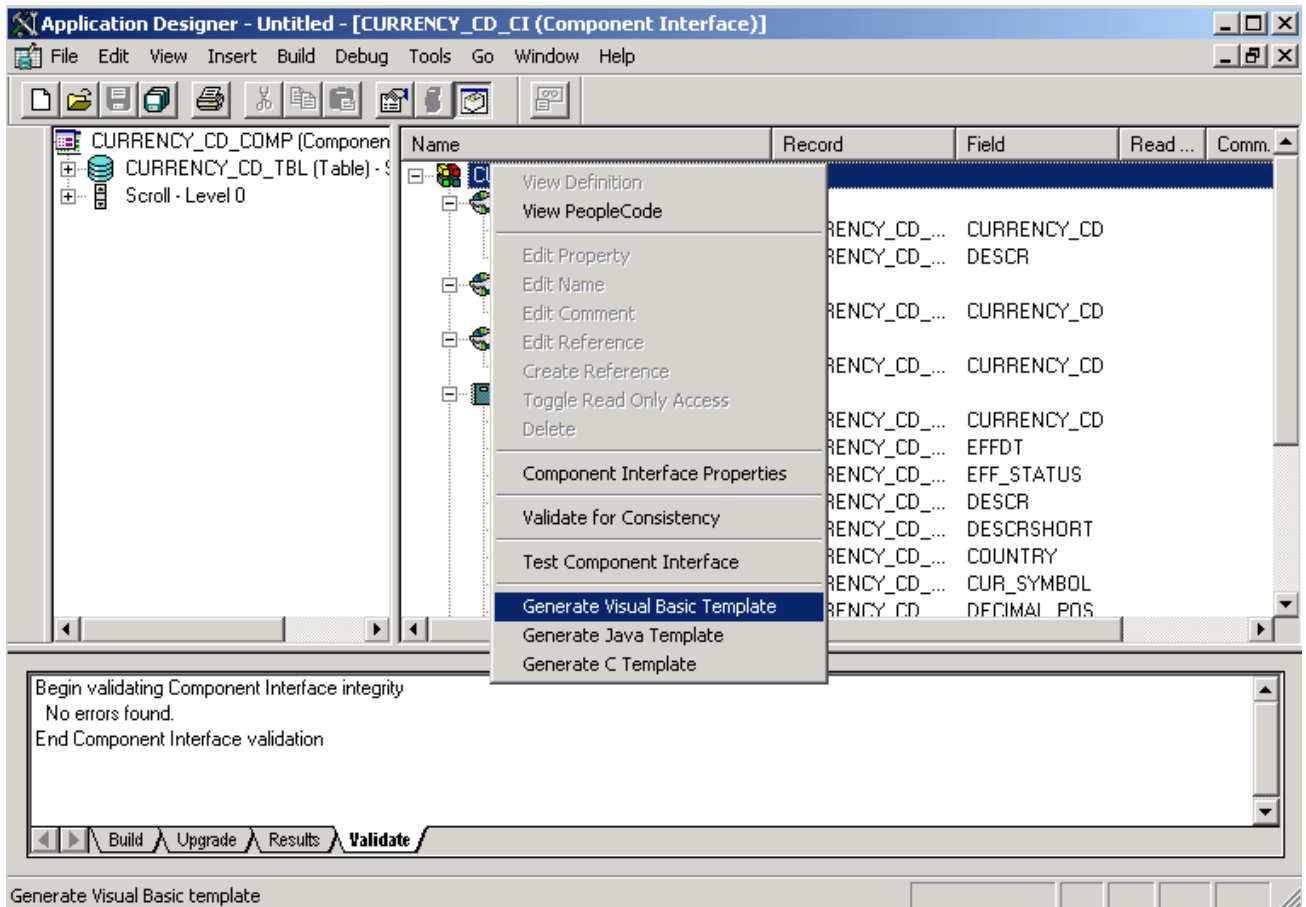 Application Designer - Untitled - [CURRENCY_CD_CI (Component Interface)]
File Edit View Insert Build Debug Tools Go Window Help
CURRENCY_CD_COMP (Componen
CURRENCY_CD_TBL (Table) - S
Scroll - Level 0
Name Record Field Read ... Comm.
View Definition
View PeopleCode
RENCY_CD_... CURRENCY_CD
Edit Property
RENCY_CD_... DESCR
Edit Name
Edit Comment
RENCY_CD_... CURRENCY_CD
Edit Reference
Create Reference
RENCY_CD_... CURRENCY_CD
Toggle Read Only Access
Delete
RENCY_CD_... CURRENCY_CD
RENCY_CD_... EFFDT
Component Interface Properties
RENCY_CD_... EFF_STATUS
RENCY_CD_... DESCR
Validate for Consistency
RENCY_CD_... DESCRSHORT
Test Component Interface
RENCY_CD_... COUNTRY
RENCY_CD_... CUR_SYMBOL
Generate Visual Basic Template
RENCY_CD DECIMAL_POS
Generate Java Template
Generate C Template
Begin validating Component Interface integrity
No errors found.
End Component Interface validation
Build Upgrade Results Validate
Generate Visual Basic template